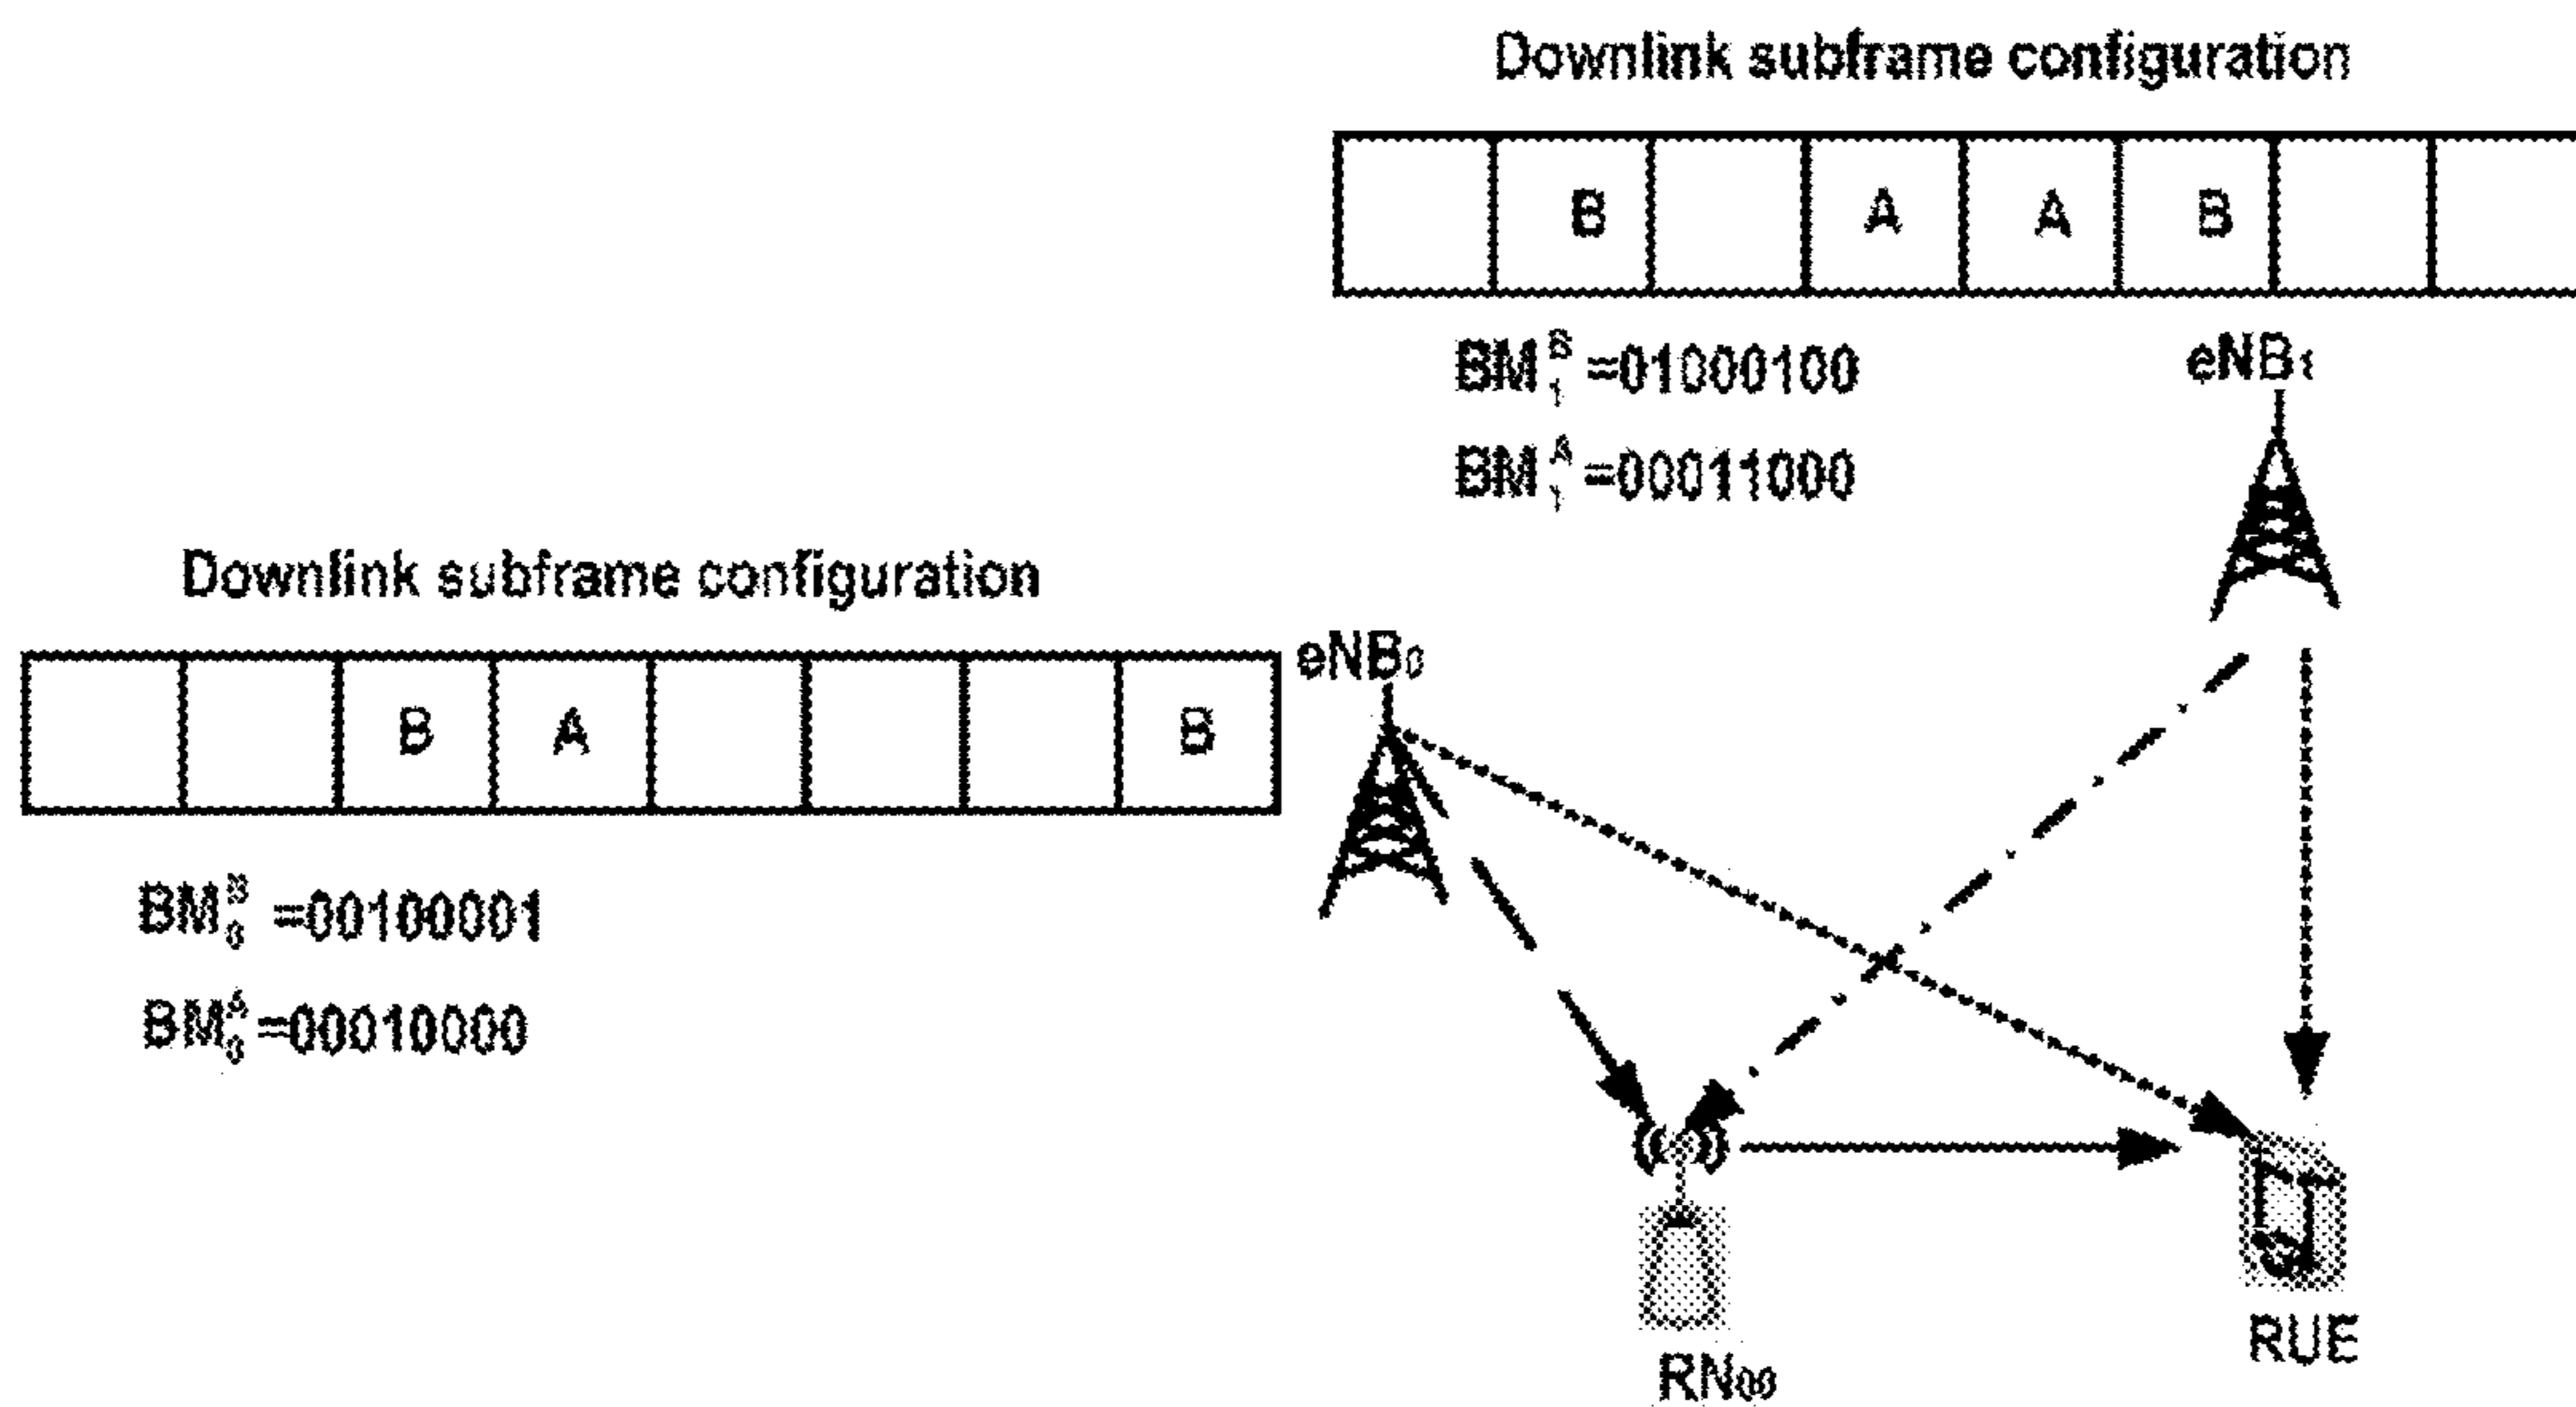 Downlink subframe configuration
B A A B
BM₁ᴮ =01000100
eNB₁
BM₁ᴬ =00011000
Downlink subframe configuration
eNB₀
B A B
BM₀ᴮ =00100001
BM₀ᴬ =00010000
RUE
RN₀₀